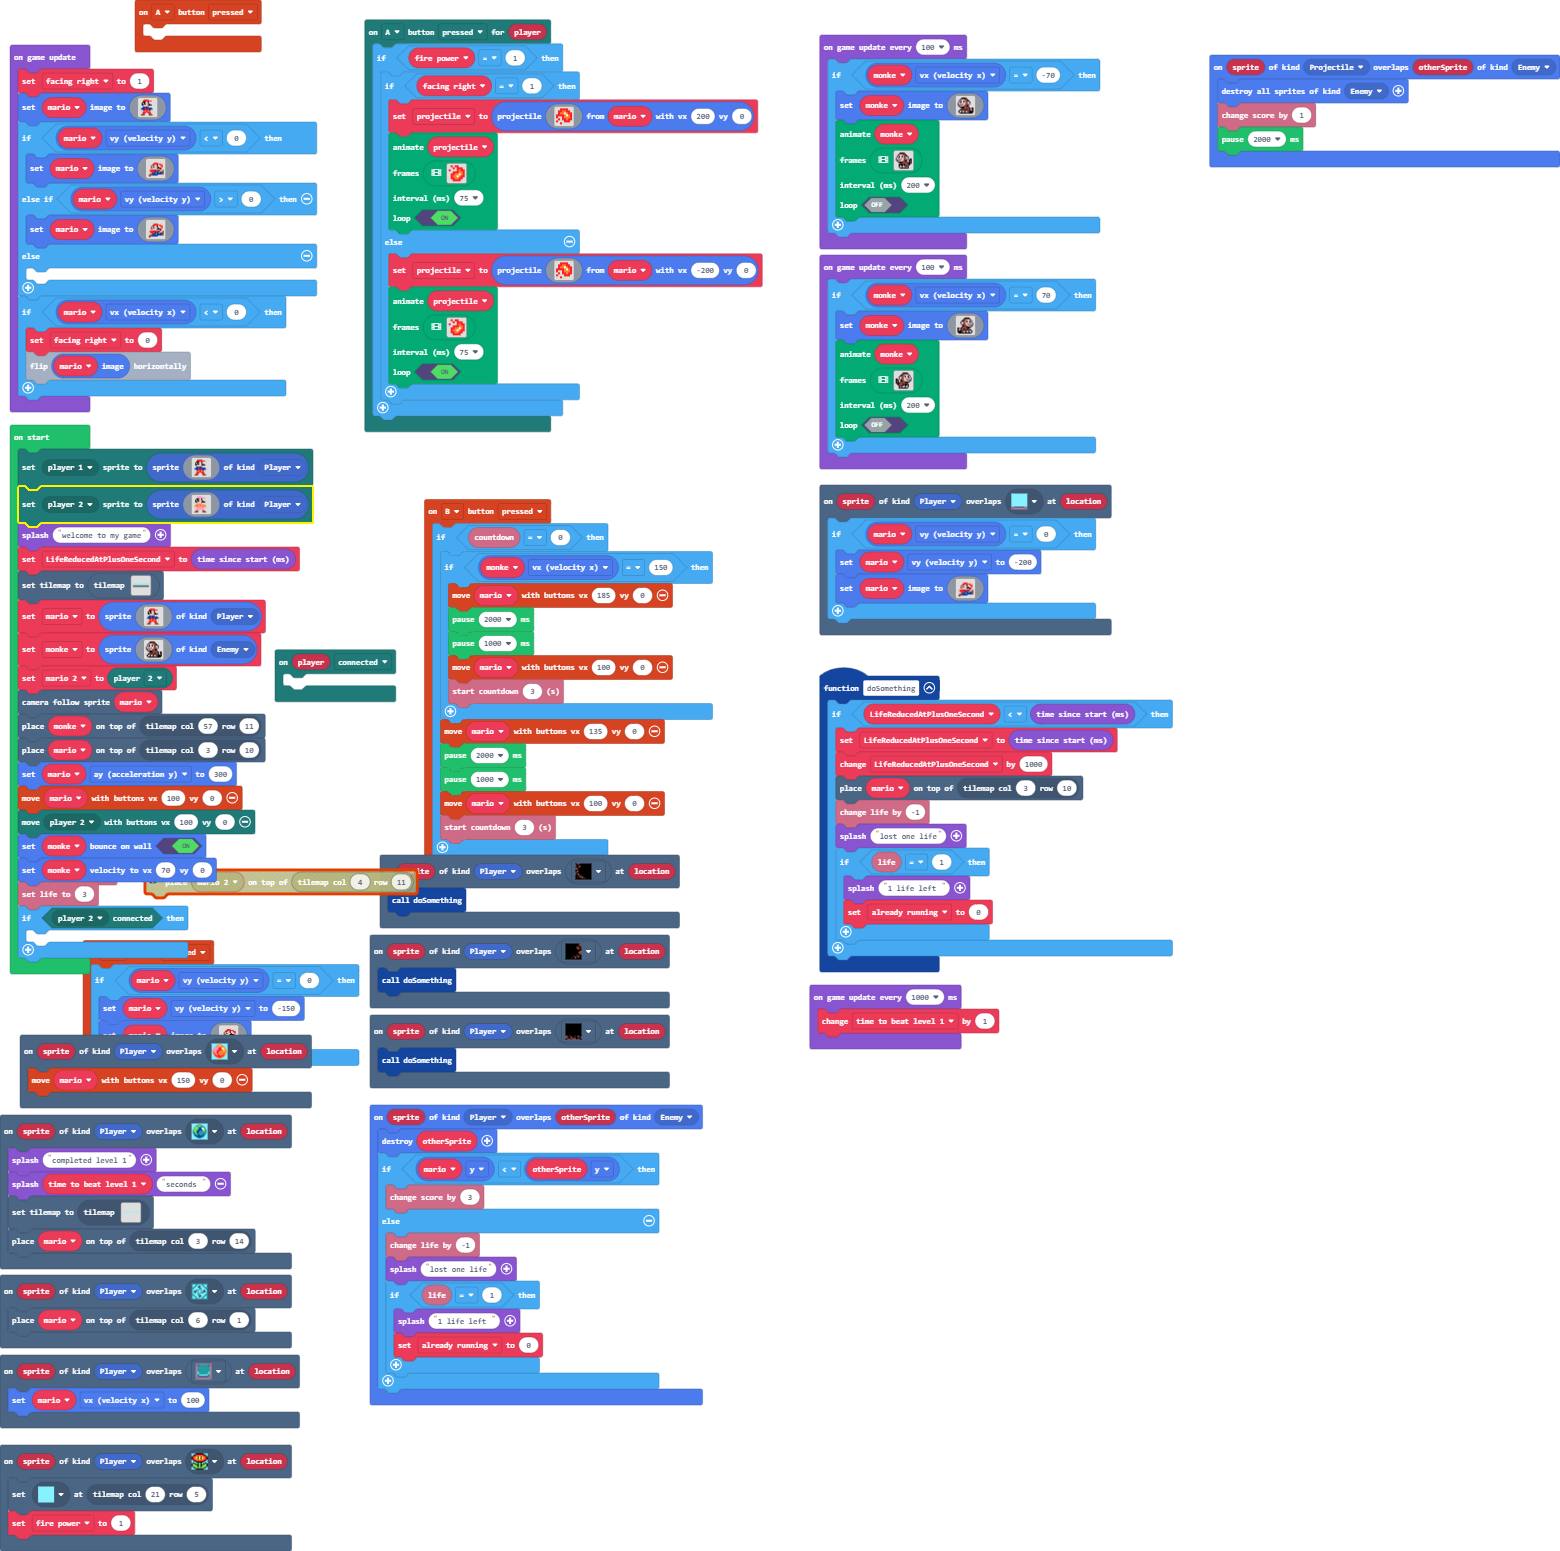 on A button pressed
on game update
set facing right to 1
set mario image to
if mario vy (velocity y) < 0 then
set mario image to
else if mario vy (velocity y) > 0 then
set mario image to
else
if mario vx (velocity x) < 0 then
set facing right to 0
flip mario image horizontally
on start
set player 1 sprite to sprite of kind Player
set player 2 sprite to sprite of kind Player
splash "welcome to my game"
set LifeReducedAtPlusOneSecond to time since start (ms)
set tilemap to tilemap
set mario to sprite of kind Player
set monke to sprite of kind Enemy
set mario 2 to player 2
camera follow sprite mario
place monke on top of tilemap col 57 row 11
place mario on top of tilemap col 3 row 10
set mario ay (acceleration y) to 300
move mario with buttons vx 100 vy 0
move player 2 with buttons vx 100 vy 0
set monke bounce on wall ON
set monke velocity to vx 70 vy 0
set life to 3
if player 2 connected then
place mario 2 on top of tilemap col 4 row 11
if mario vy (velocity y) = 0 then
set mario vy (velocity y) to -150
on sprite of kind Player overlaps at location
move mario with buttons vx 150 vy 0
on sprite of kind Player overlaps at location
splash "completed level 1"
splash time to beat level 1 "seconds"
set tilemap to tilemap
place mario on top of tilemap col 3 row 14
on sprite of kind Player overlaps at location
place mario on top of tilemap col 6 row 1
on sprite of kind Player overlaps at location
set mario vx (velocity x) to 100
on sprite of kind Player overlaps at location
set at tilemap col 21 row 5
set fire power to 1
on player connected
on A button pressed for player
if fire power = 1 then
if facing right = 1 then
set projectile to projectile from mario with vx 200 vy 0
animate projectile
frames
interval (ms) 75
loop ON
else
set projectile to projectile from mario with vx -200 vy 0
animate projectile
frames
interval (ms) 75
loop ON
on B button pressed
if countdown = 0 then
if monke vx (velocity x) = 150 then
move mario with buttons vx 185 vy 0
pause 2000 ms
pause 1000 ms
move mario with buttons vx 100 vy 0
start countdown 3 (s)
move mario with buttons vx 135 vy 0
pause 2000 ms
pause 1000 ms
move mario with buttons vx 100 vy 0
start countdown 3 (s)
of kind Player overlaps at location
call doSomething
on sprite of kind Player overlaps at location
call doSomething
on sprite of kind Player overlaps at location
call doSomething
on sprite of kind Player overlaps otherSprite of kind Enemy
destroy otherSprite
if mario y < otherSprite y then
change score by 3
else
change life by -1
splash "lost one life"
if life = 1 then
splash "1 life left"
set already running to 0
on game update every 100 ms
if monke vx (velocity x) = -70 then
set monke image to
animate monke
frames
interval (ms) 200
loop OFF
on game update every 100 ms
if monke vx (velocity x) = 70 then
set monke image to
animate monke
frames
interval (ms) 200
loop OFF
on sprite of kind Player overlaps at location
if mario vy (velocity y) = 0 then
set mario vy (velocity y) to -200
set mario image to
function doSomething
if LifeReducedAtPlusOneSecond < time since start (ms) then
set LifeReducedAtPlusOneSecond to time since start (ms)
change LifeReducedAtPlusOneSecond by 1000
place mario on top of tilemap col 3 row 10
change life by -1
splash "lost one life"
if life = 1 then
splash "1 life left"
set already running to 0
on game update every 1000 ms
change time to beat level 1 by 1
on sprite of kind Projectile overlaps otherSprite of kind Enemy
destroy all sprites of kind Enemy
change score by 1
pause 2000 ms